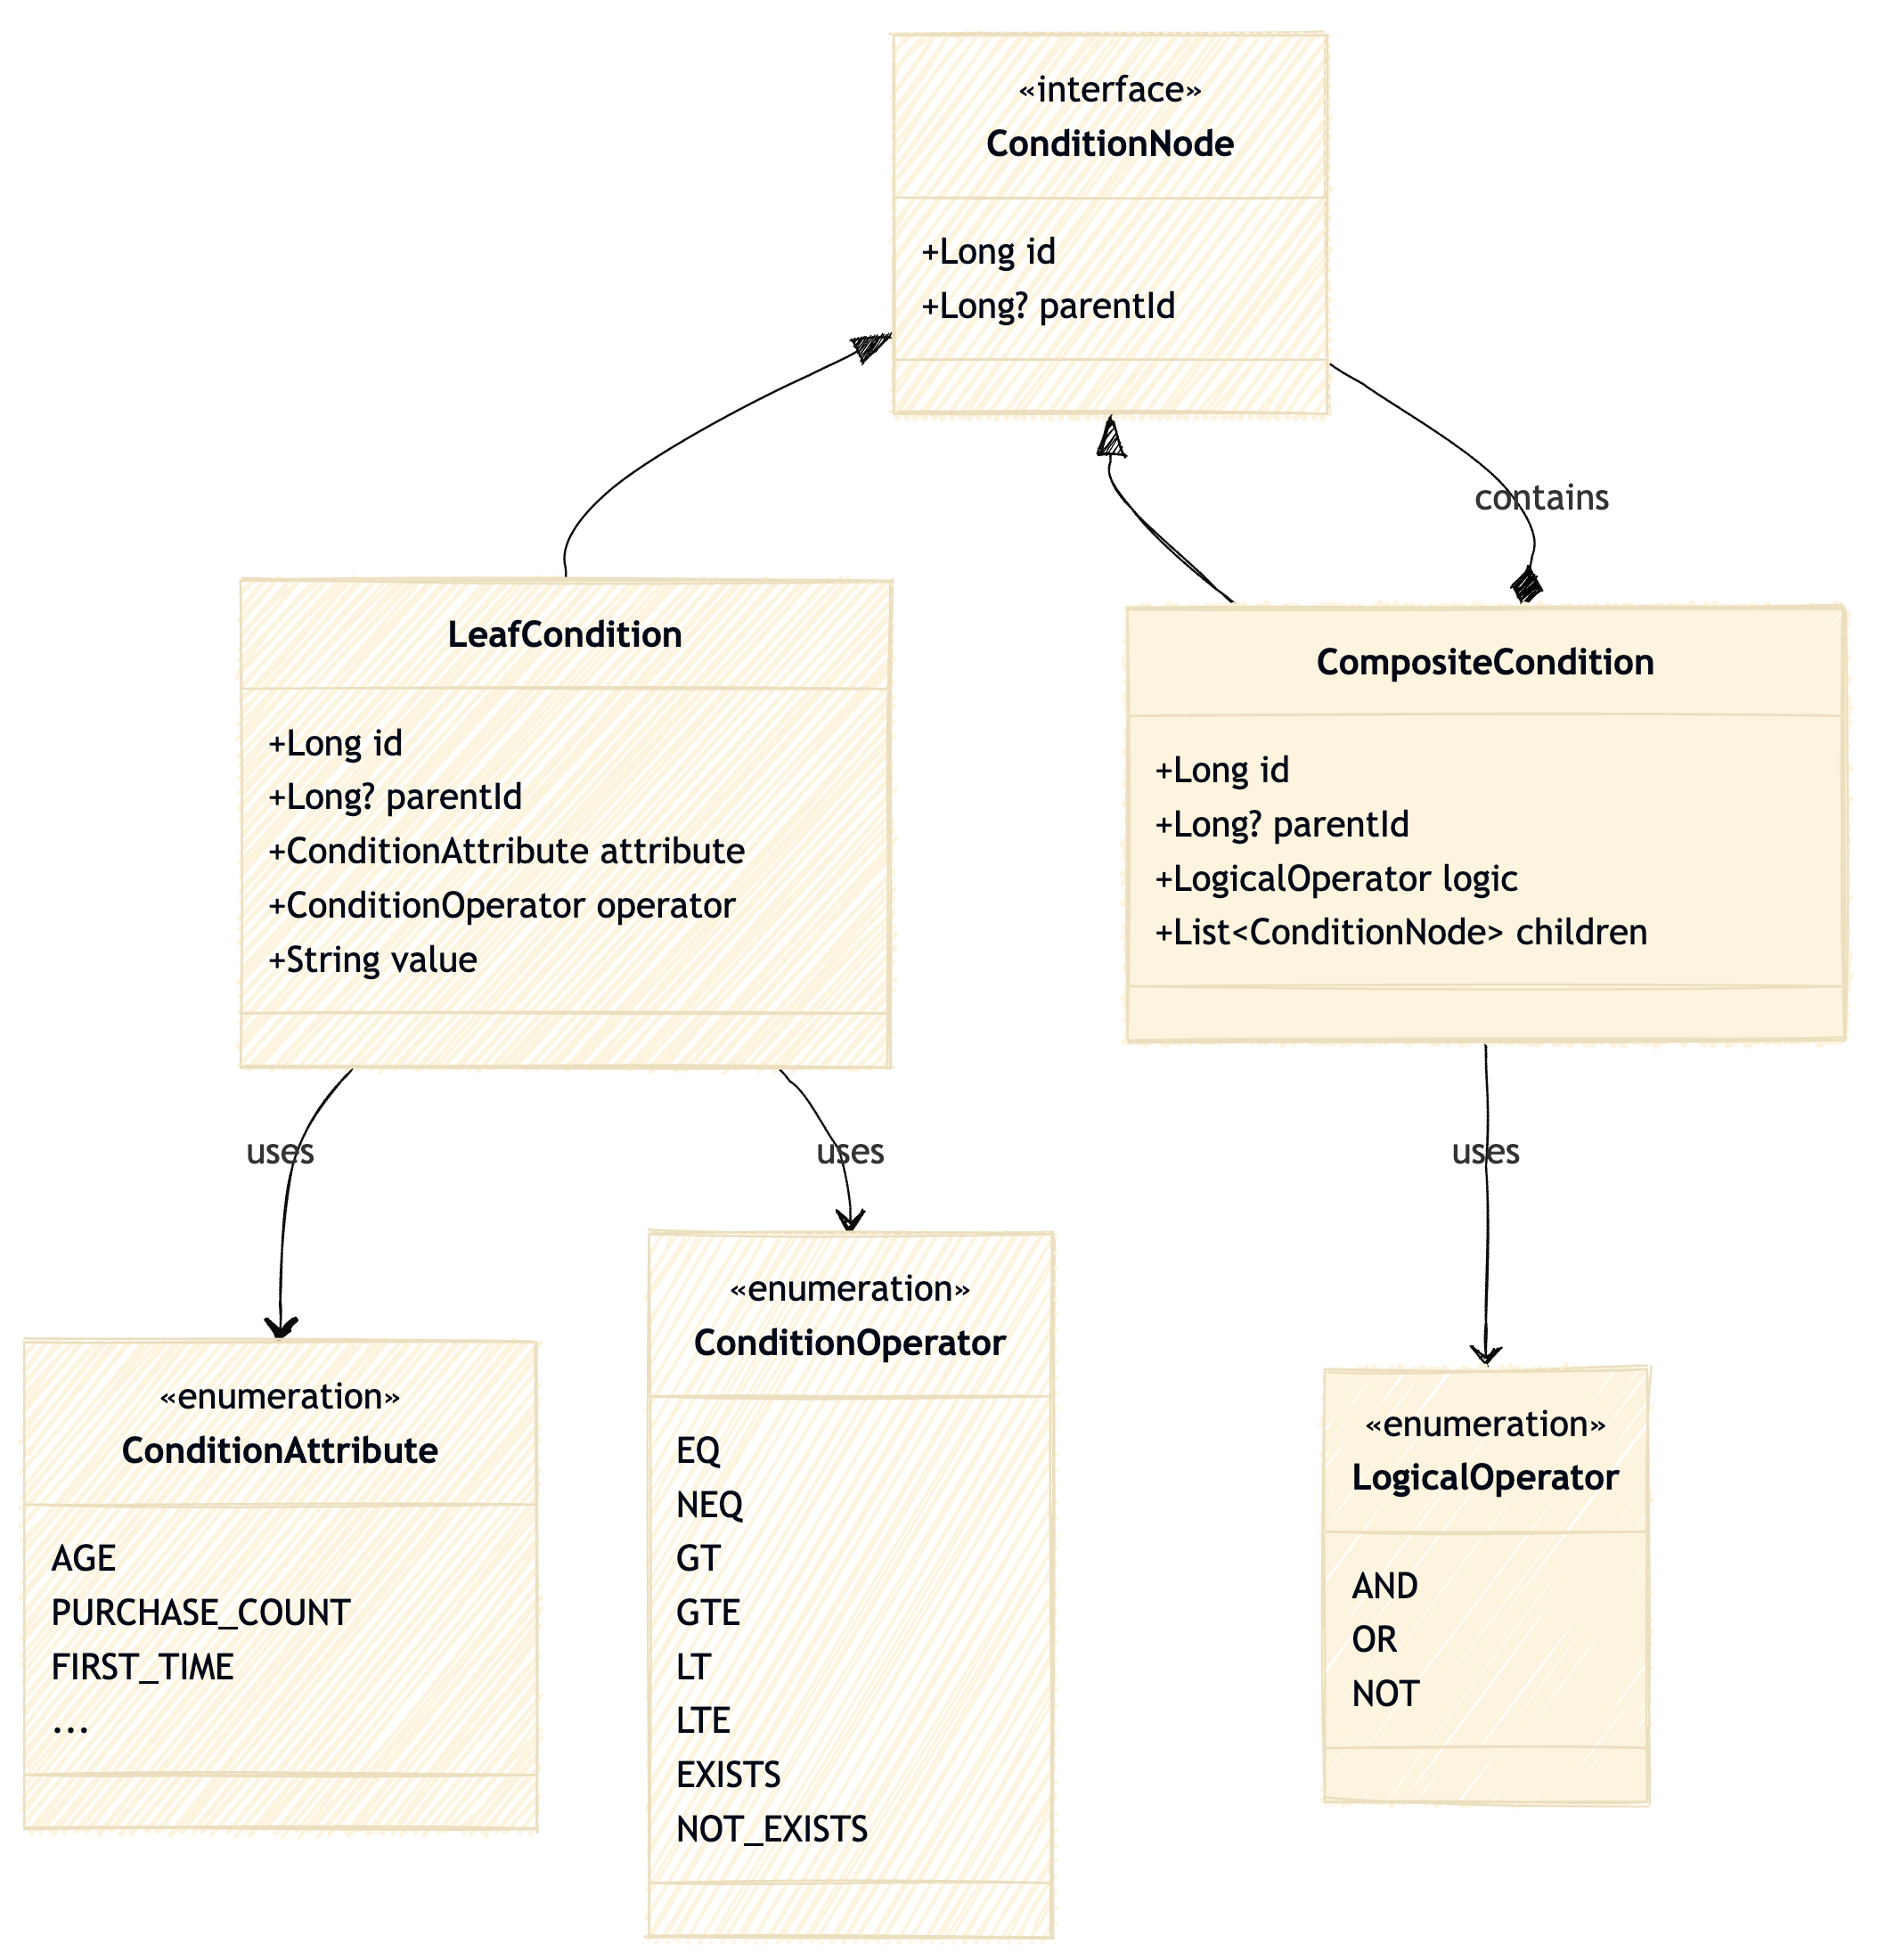 «interface»
ConditionNode
+Long id
+Long? parentId
contains
LeafCondition
+Long id
+Long? parentId
+ConditionAttribute attribute
+ConditionOperator operator
+String value
CompositeCondition
+Long id
+Long? parentId
+LogicalOperator logic
+List<ConditionNode> children
uses
uses
uses
«enumeration»
ConditionAttribute
AGE
PURCHASE_COUNT
FIRST_TIME
...
«enumeration»
ConditionOperator
EQ
NEQ
GT
GTE
LT
LTE
EXISTS
NOT_EXISTS
«enumeration»
LogicalOperator
AND
OR
NOT